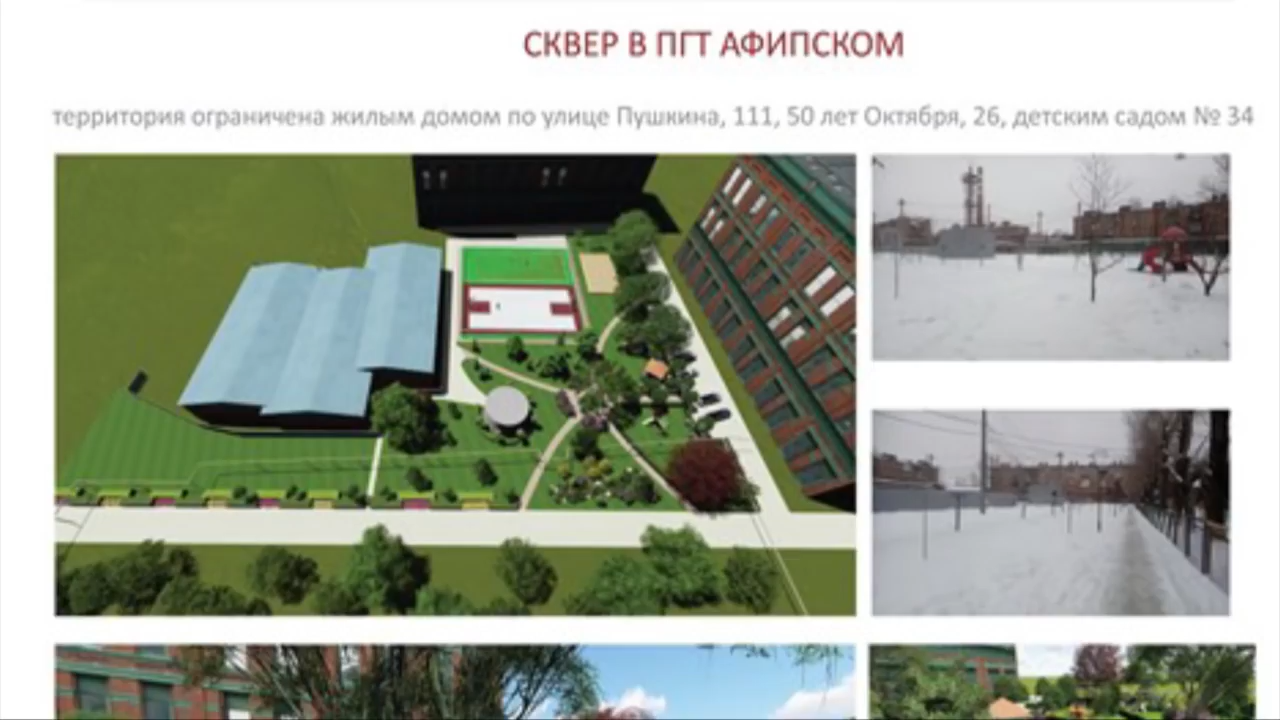 СКВЕР В ПГТ АФИПСКОМ
территория ограничена жилым домом по улице Пушкина, 111, 50 лет Октября, 26, детским садом № 34